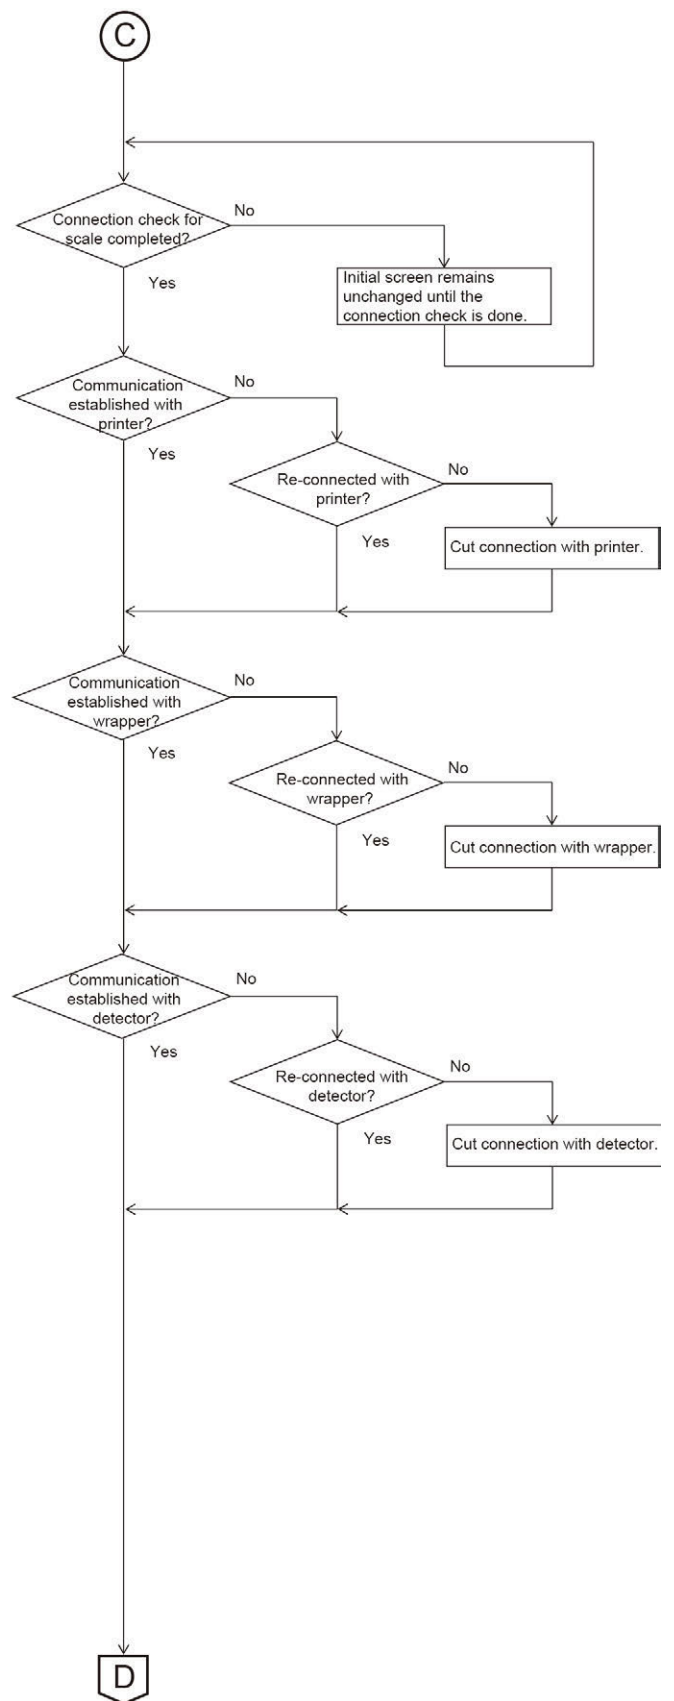 C
Connection check for
scale completed?
No
Yes
Initial screen remains
unchanged until the
connection check is done.
Communication
established with
printer?
No
Yes
Re-connected with
printer?
No
Yes
Cut connection with printer.
Communication
established with
wrapper?
No
Yes
Re-connected with
wrapper?
No
Yes
Cut connection with wrapper.
Communication
established with
detector?
No
Yes
Re-connected with
detector?
No
Yes
Cut connection with detector.
D